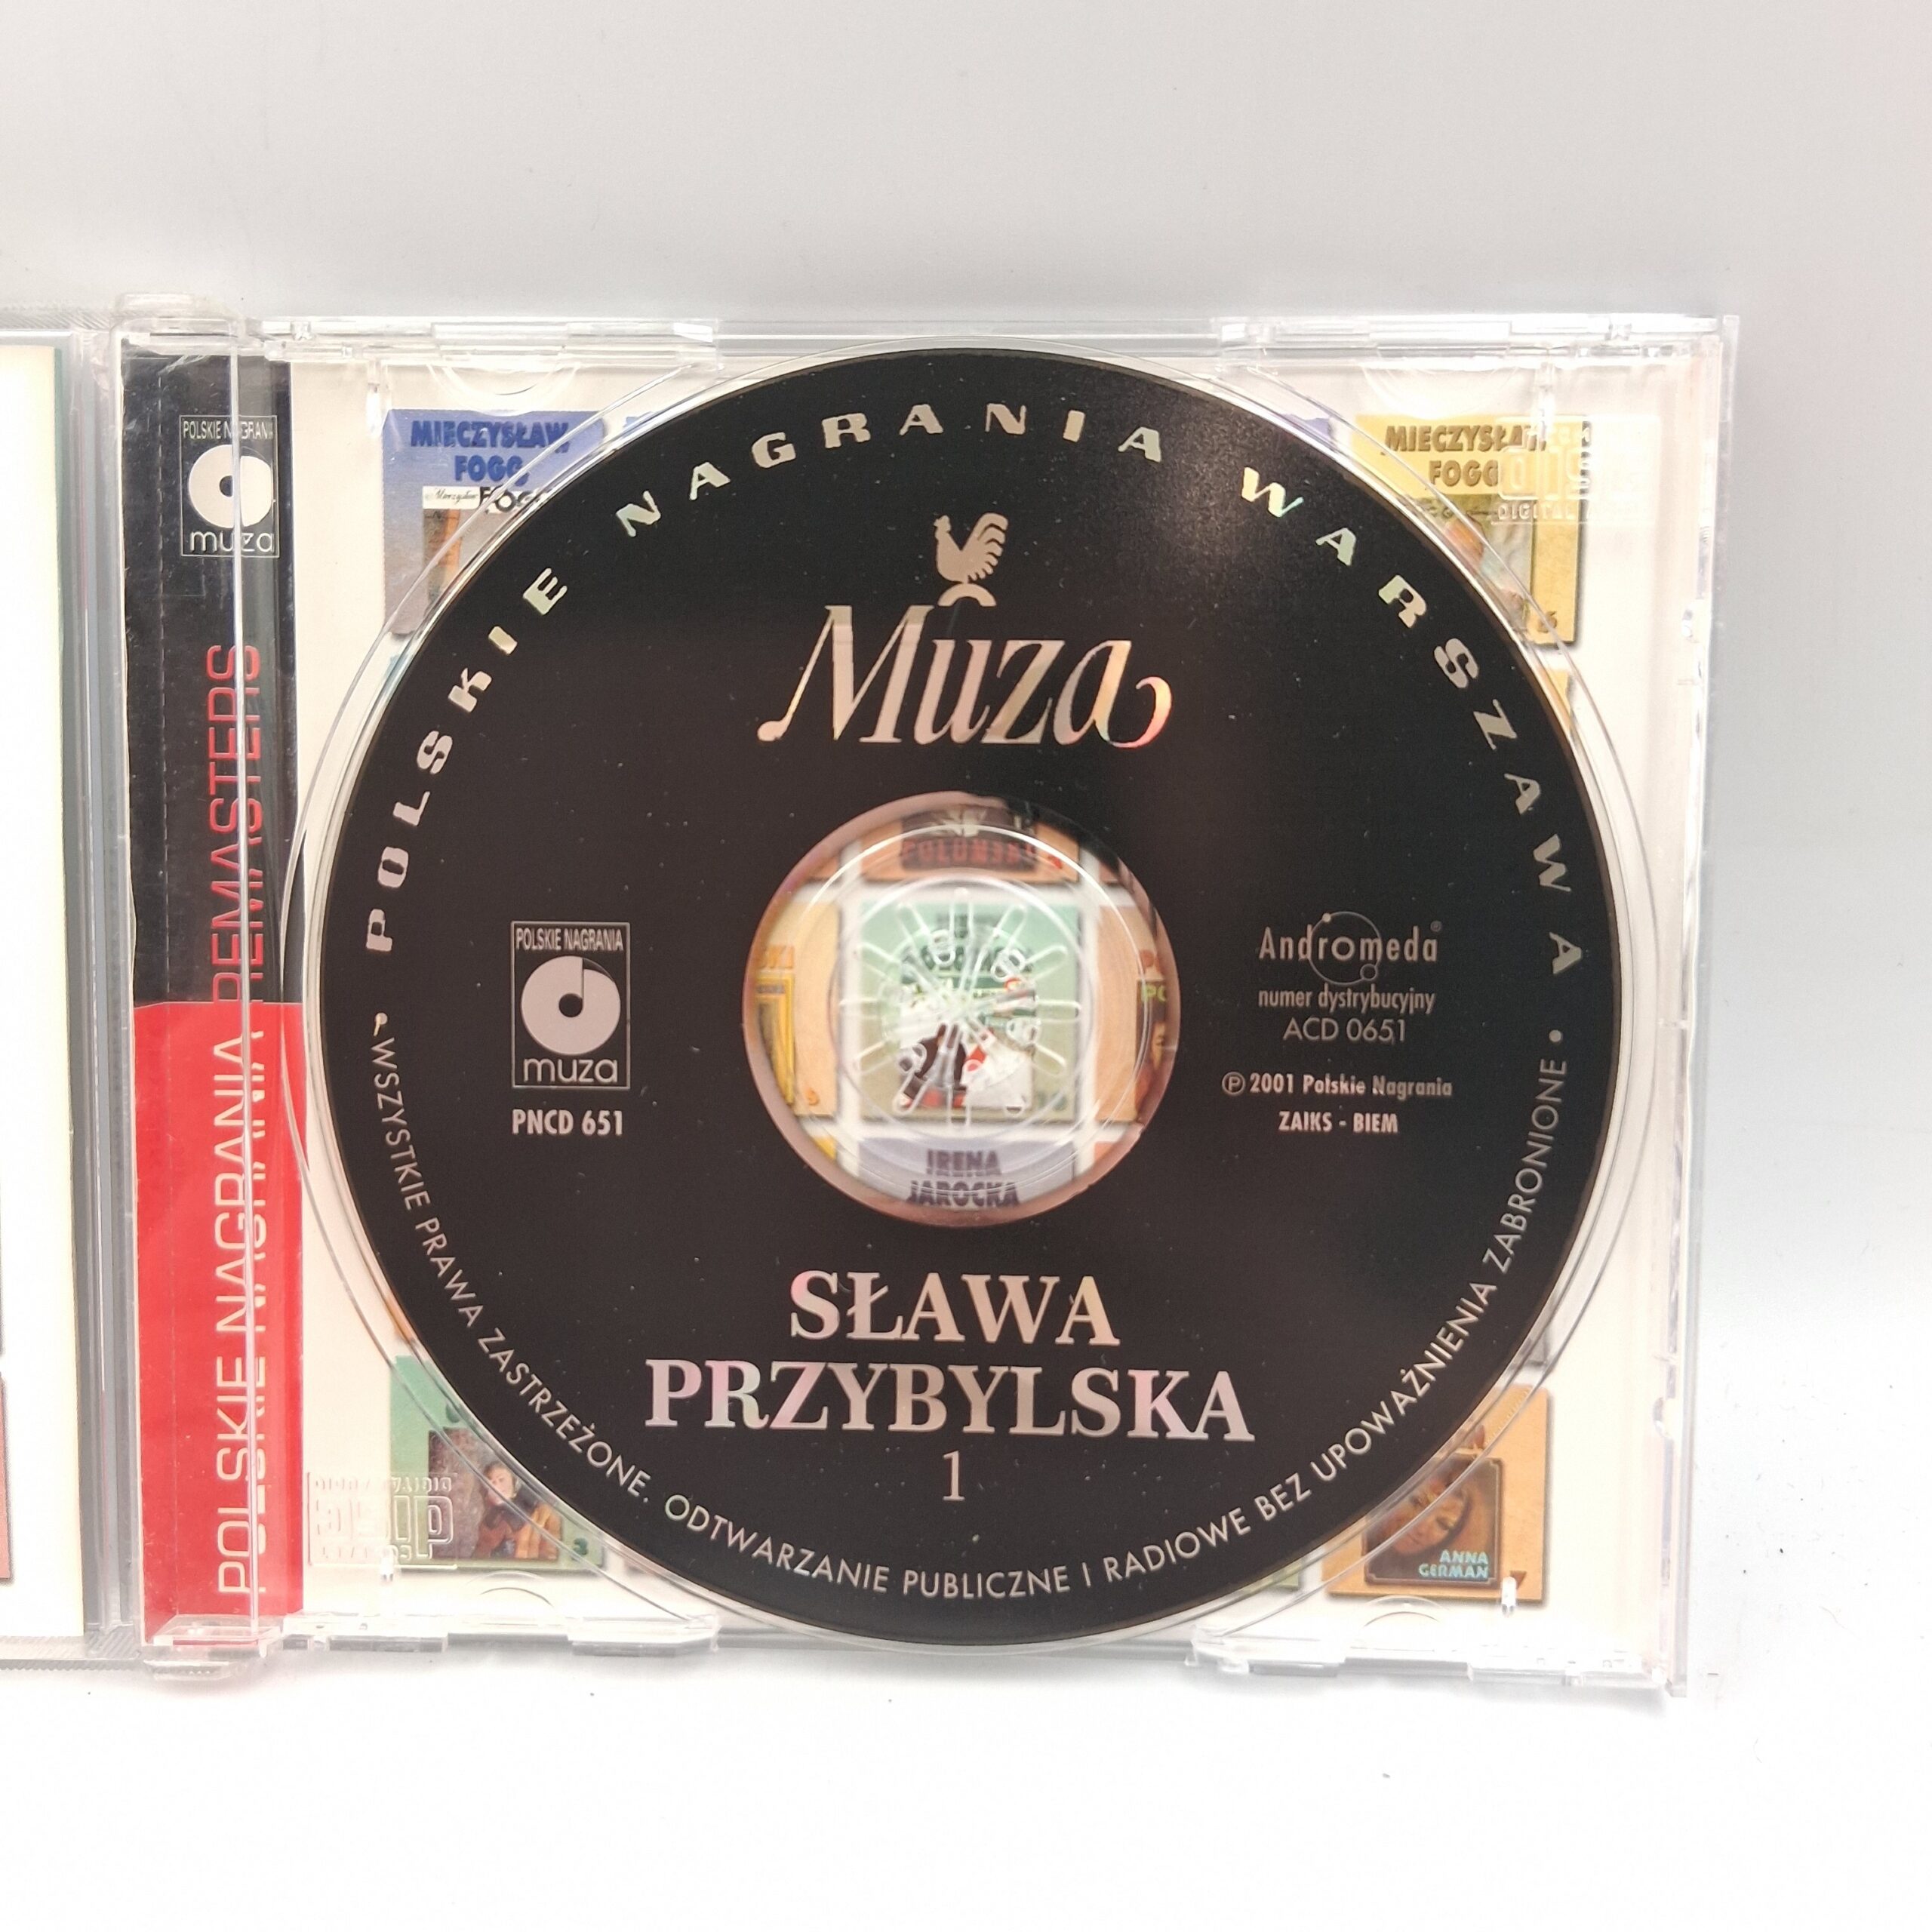 POLSKIE NAGRANIA
muza
POLSKIE NAGRANIA REMASTERS
MIECZYSŁAW
FOGG
MIECZYSŁAW
FOGG
6
POLSKIE NAGRANIA WARSZAWA
Muza
POLSKIE NAGRANIA
muza
PNCD 651
Andromeda®
numer dystrybucyjny
ACD 0651
Ⓟ 2001 Polskie Nagrania
ZAIKS - BIEM
IRENA
JAROCKA
SŁAWA
PRZYBYLSKA
1
• WSZYSTKIE PRAWA ZASTRZEŻONE. ODTWARZANIE PUBLICZNE I RADIOWE BEZ UPOWAŻNIENIA ZABRONIONE •
3
ANNA
GERMAN